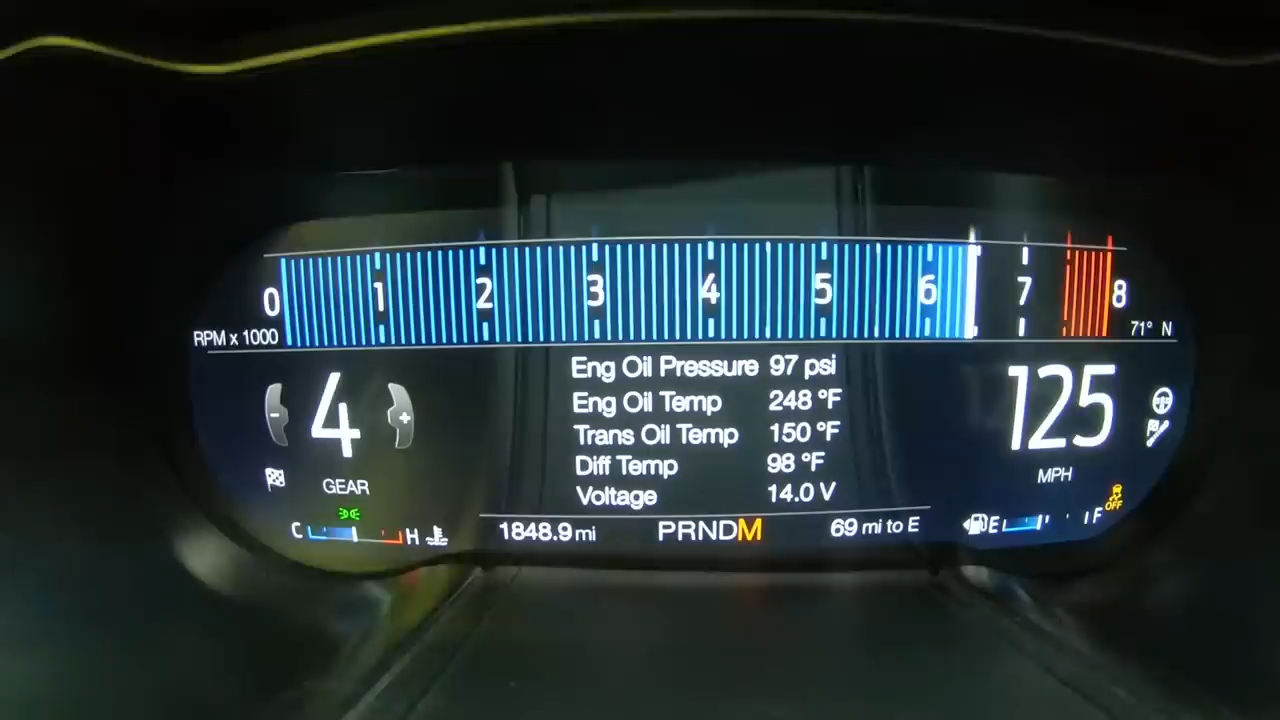 0 1 2 3 4 5 6 7 8
RPM x 1000
71° N
Eng Oil Pressure 97 psi
Eng Oil Temp 248 °F
Trans Oil Temp 150 °F
Diff Temp 98 °F
Voltage 14.0 V
- 4 +
GEAR
125
MPH
OFF
C H
1848.9 mi
PRNDM
69 mi to E
E F